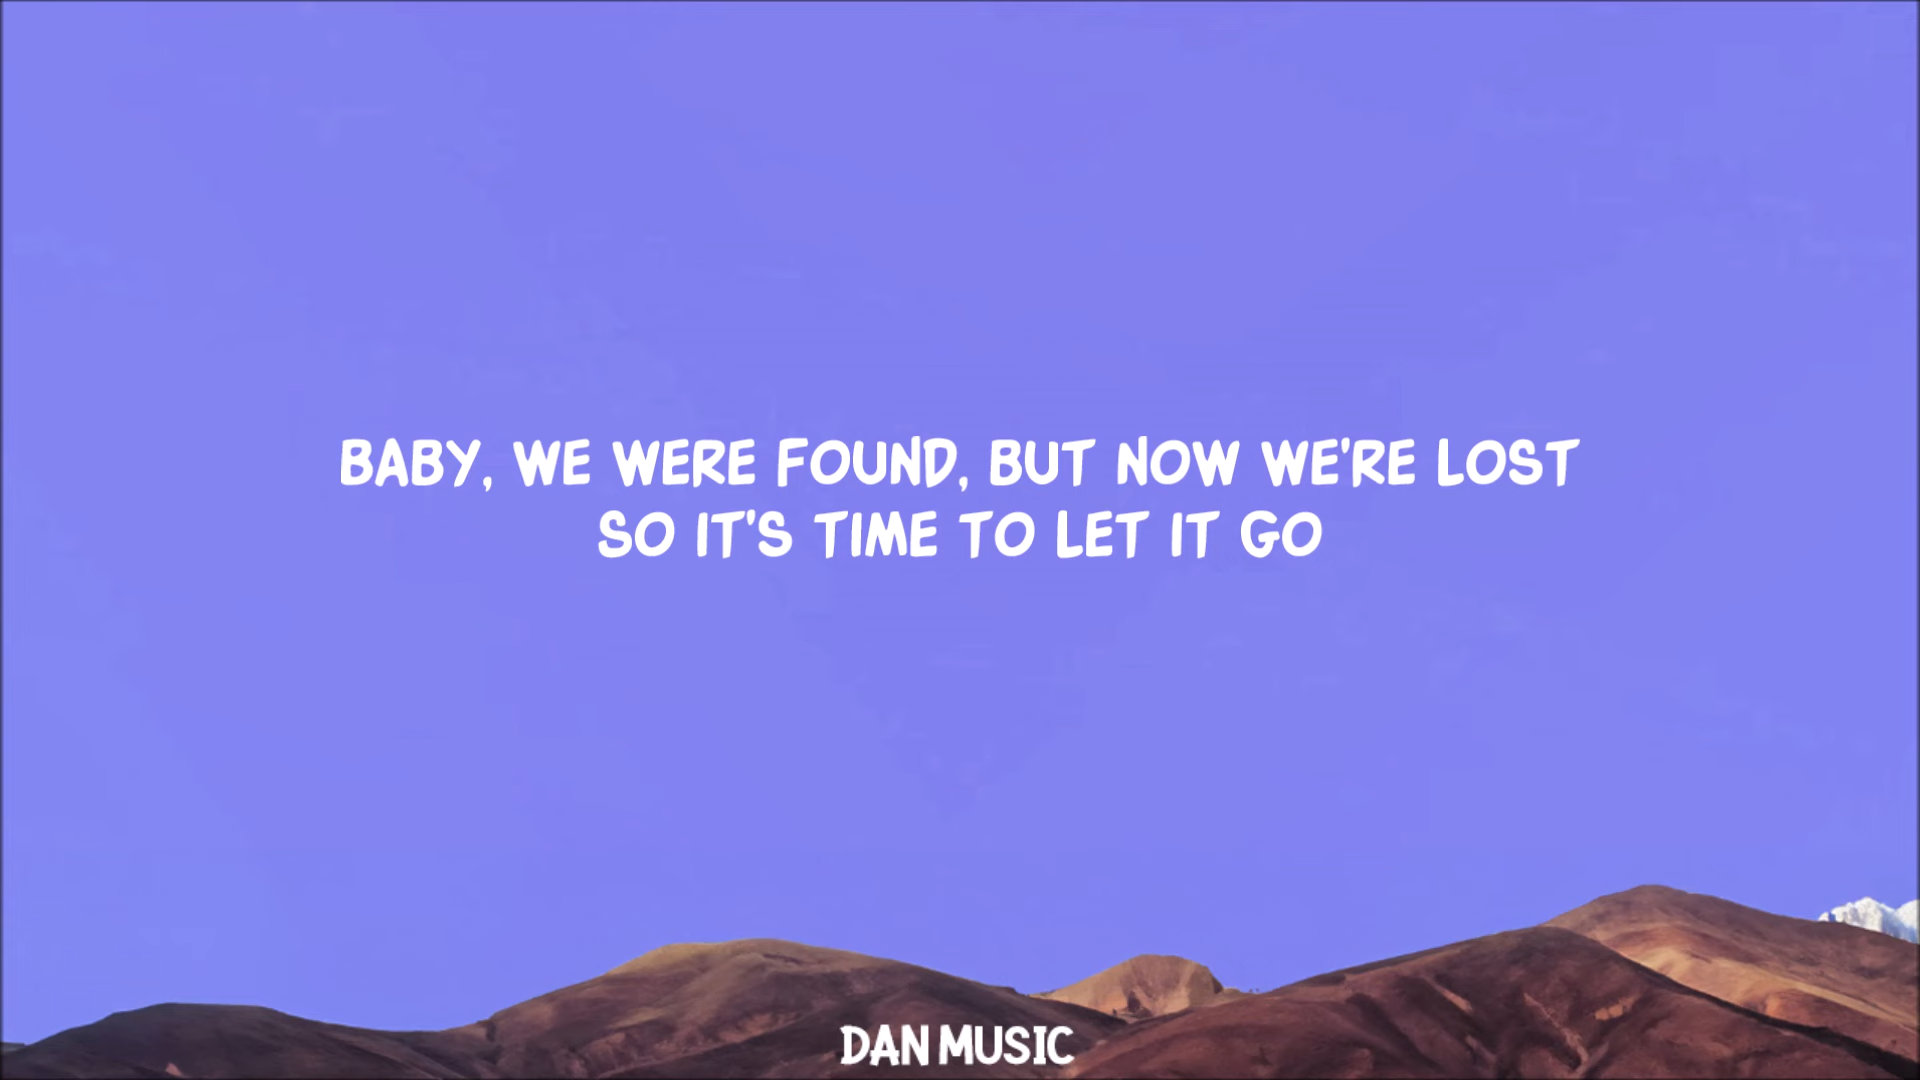 BABY, WE WERE FOUND, BUT NOW WE'RE LOST
SO IT'S TIME TO LET IT GO
DAN MUSIC